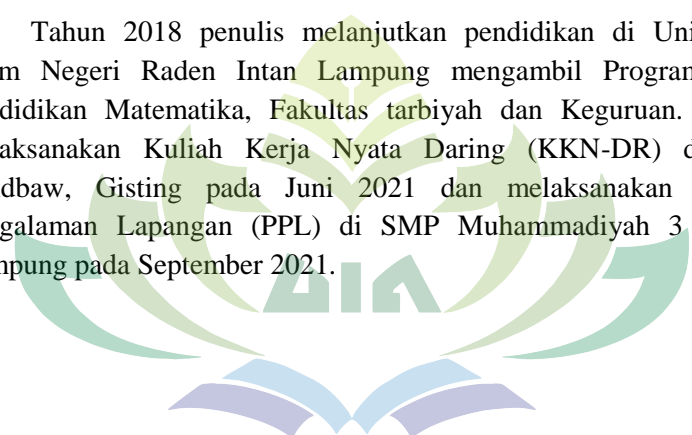 Tahun 2018 penulis melanjutkan pendidikan di Uni
m Negeri Raden Intan Lampung mengambil Program
didikan Matematika, Fakultas tarbiyah dan Keguruan.
aksanakan Kuliah Kerja Nyata Daring (KKN-DR) d
dbaw, Gisting pada Juni 2021 dan melaksanakan
galaman Lapangan (PPL) di SMP Muhammadiyah 3
mpung pada September 2021.